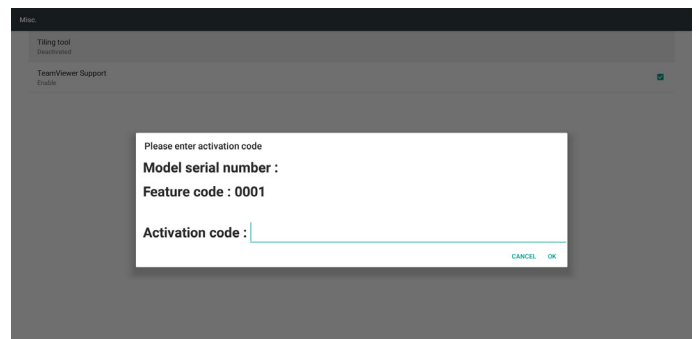 Misc.
Tiling tool
Deactivated
TeamViewer Support
Enable
Please enter activation code
Model serial number :
Feature code : 0001
Activation code :
CANCEL OK